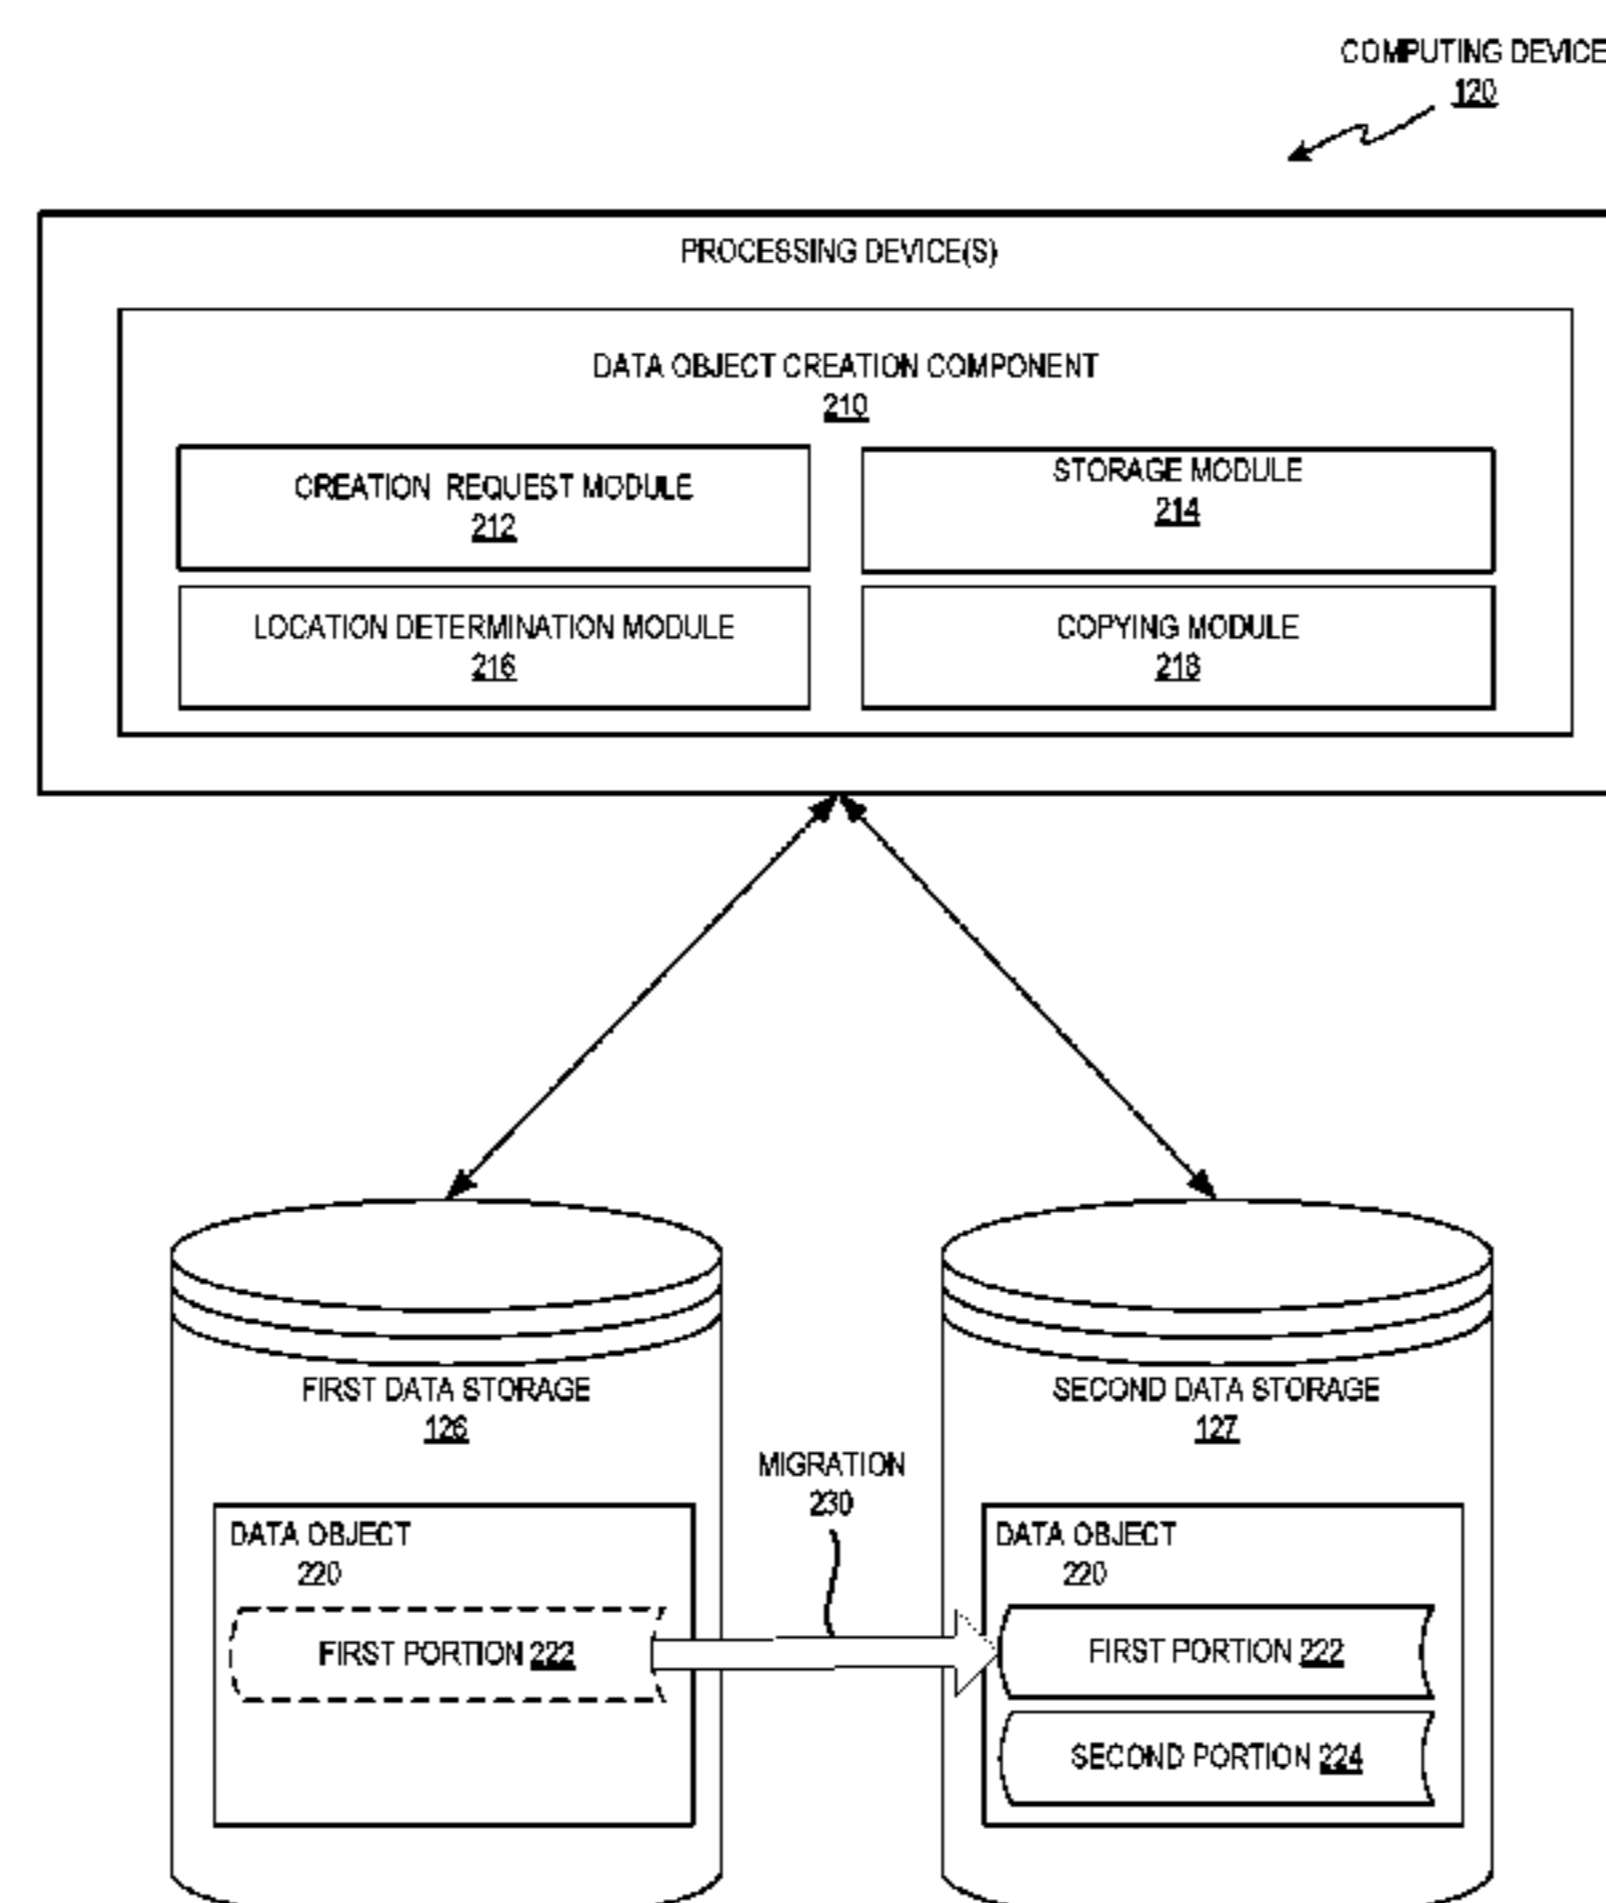 COMPUTING DEVICE
120
PROCESSING DEVICE(S)
DATA OBJECT CREATION COMPONENT
210
CREATION REQUEST MODULE
212
STORAGE MODULE
214
LOCATION DETERMINATION MODULE
216
COPYING MODULE
218
FIRST DATA STORAGE
126
SECOND DATA STORAGE
127
MIGRATION
230
DATA OBJECT
220
FIRST PORTION 222
DATA OBJECT
220
FIRST PORTION 222
SECOND PORTION 224